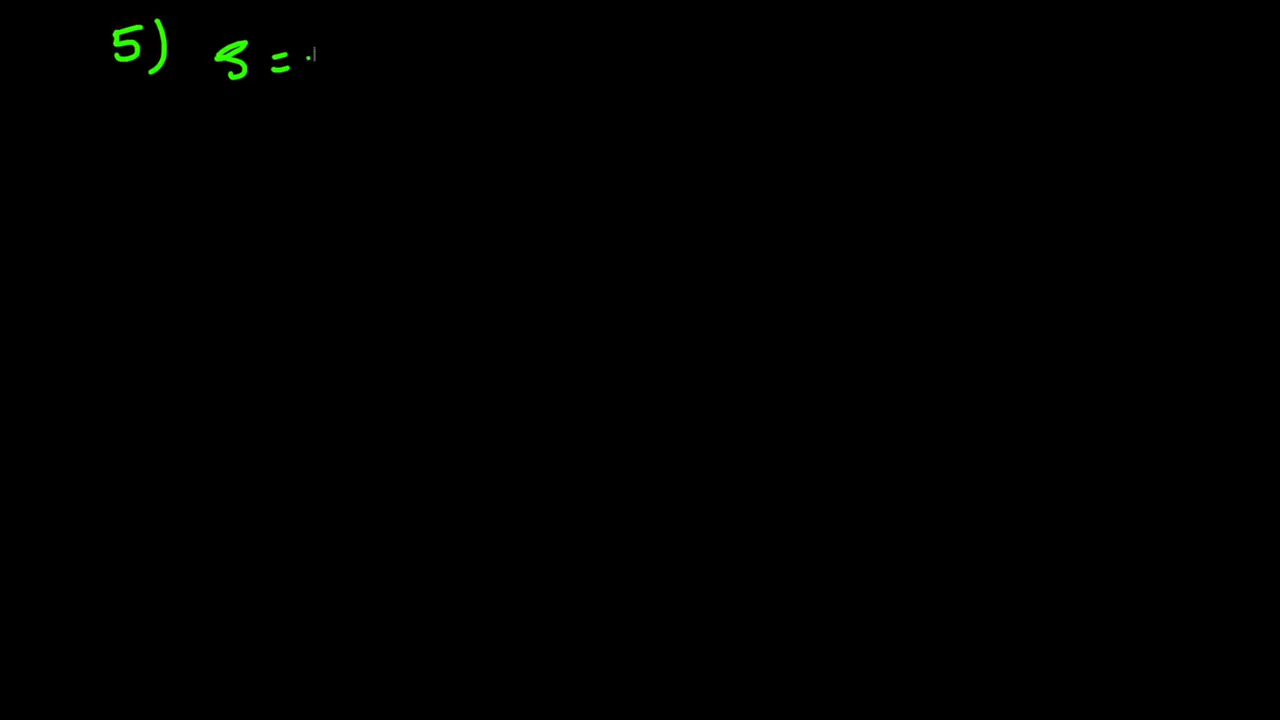 5) S =